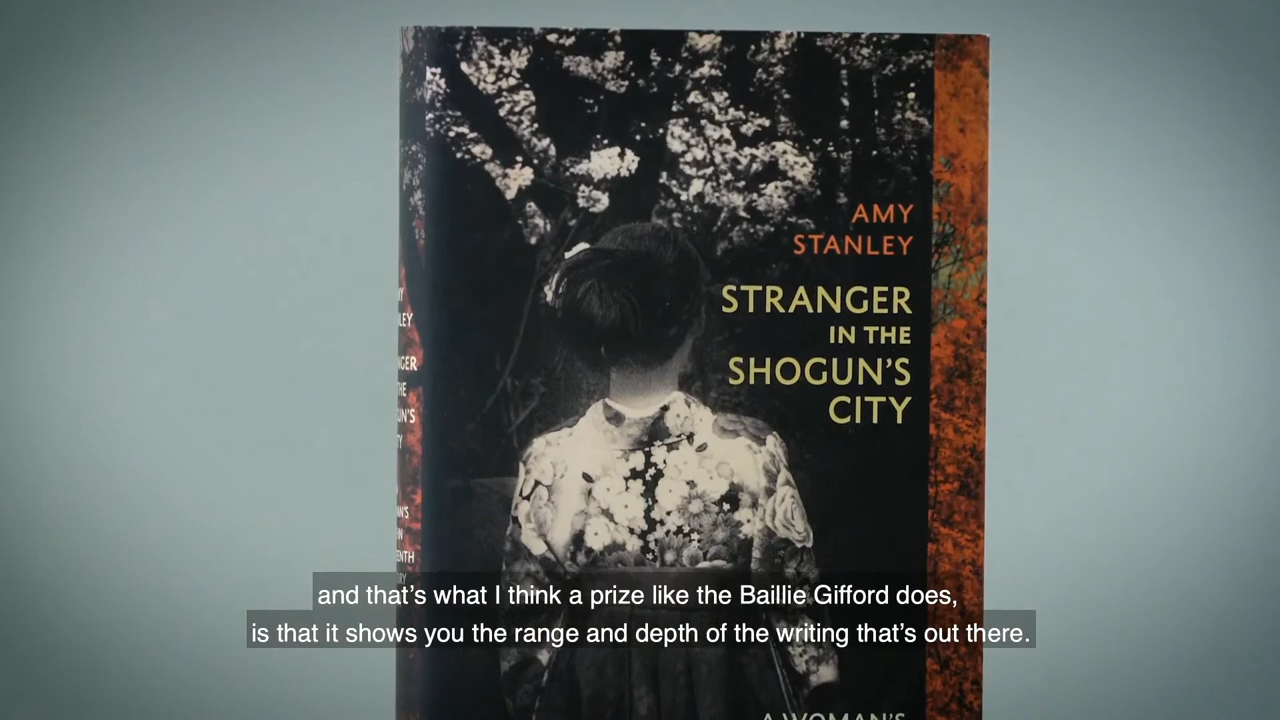 AMY
STANLEY
STRANGER
IN THE
SHOGUN'S
CITY
A WOMAN'S
and that's what I think a prize like the Baillie Gifford does,
is that it shows you the range and depth of the writing that's out there.